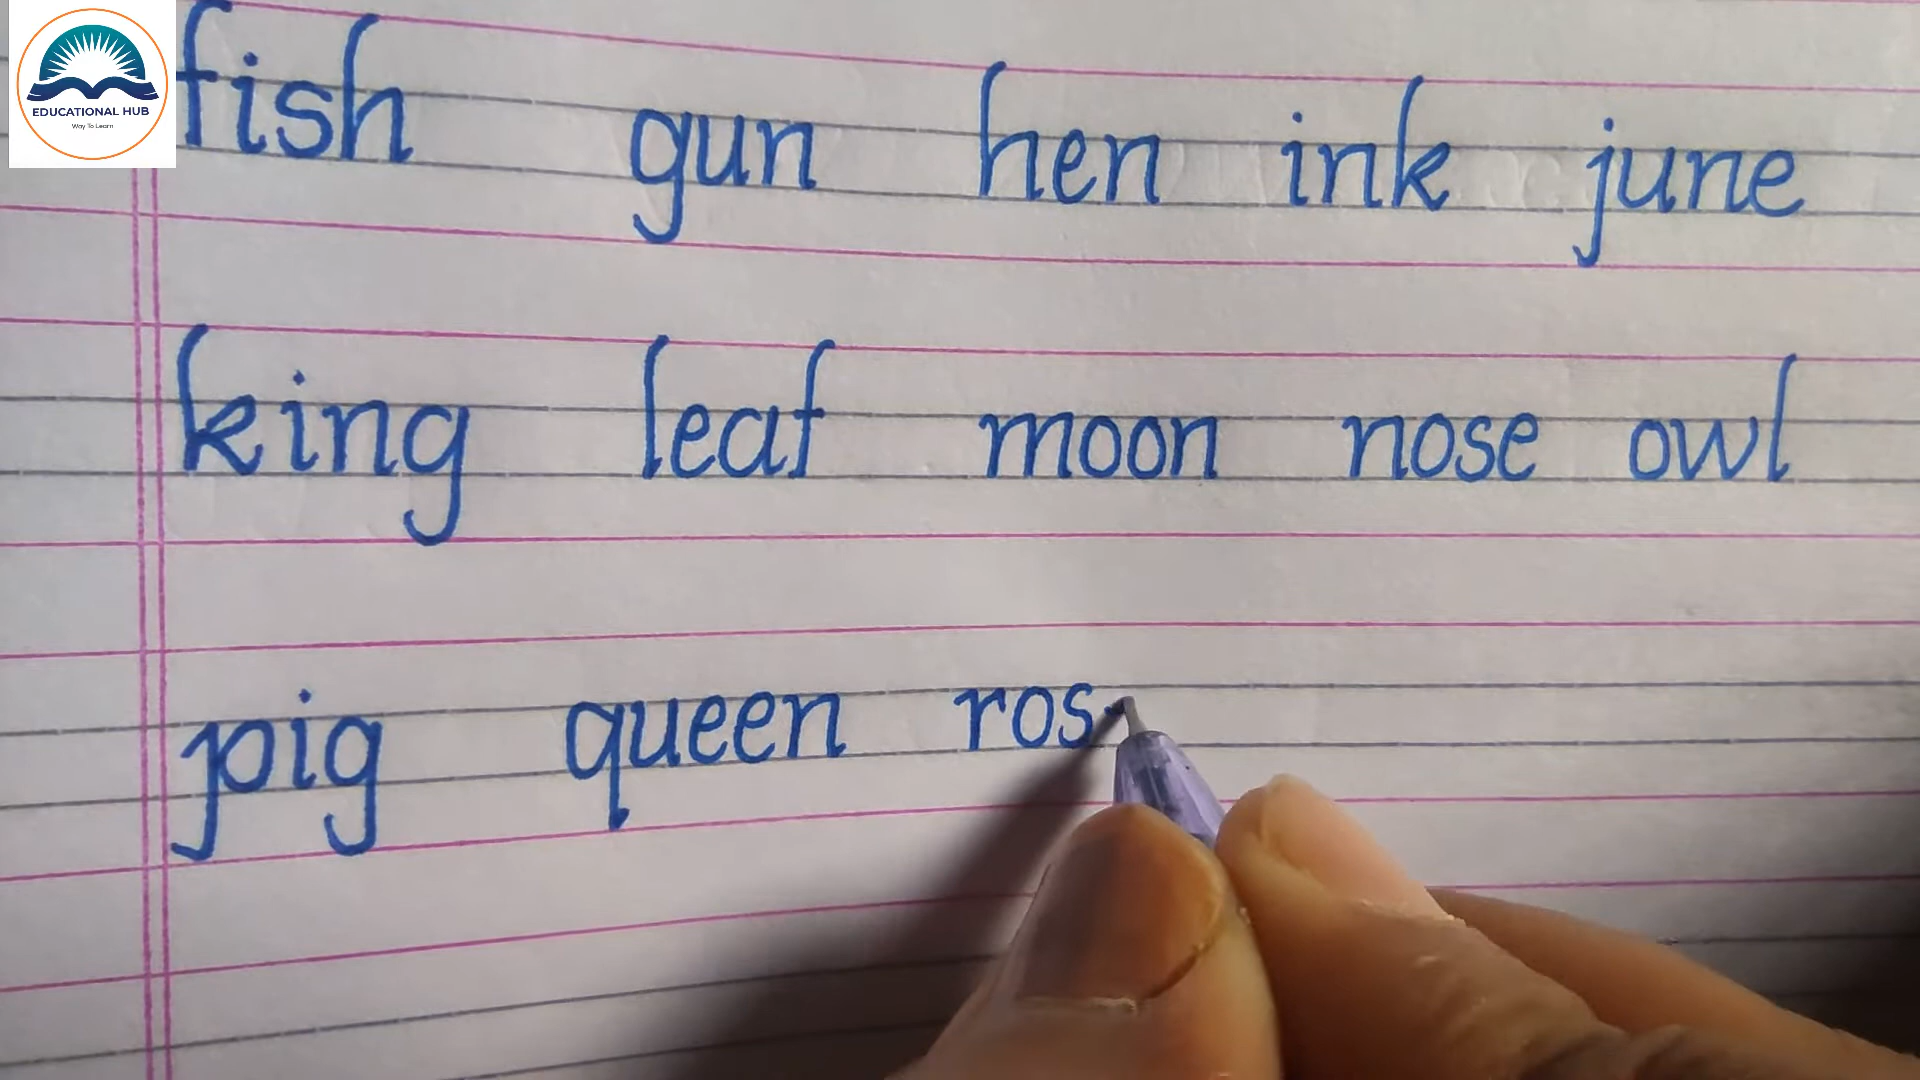 EDUCATIONAL HUB
Way To Learn
fish gun hen ink june
king leaf moon nose owl
pig queen ros